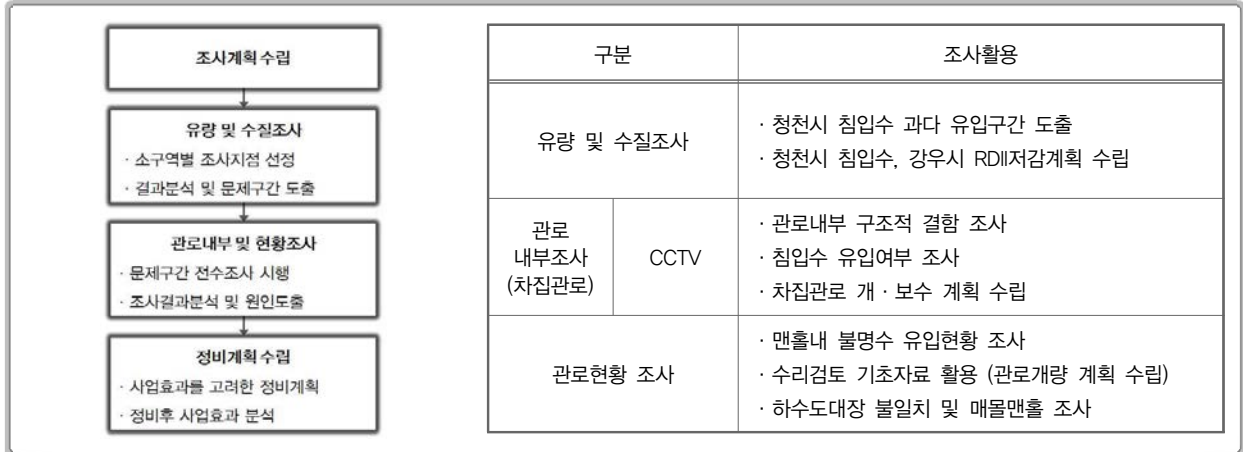 조사계획 수립
유량 및 수질조사
· 소구역별 조사지점 선정
· 결과분석 및 문제구간 도출
관로내부 및 현황조사
· 문제구간 전수조사 시행
· 조사결과분석 및 원인도출
정비계획 수립
· 사업효과를 고려한 정비계획
· 정비후 사업효과 분석
구분 조사활용
유량 및 수질조사
· 청천시 침입수 과다 유입구간 도출
· 청천시 침입수, 강우시 RDII저감계획 수립
관로
내부조사
(차집관로)
CCTV
· 관로내부 구조적 결함 조사
· 침입수 유입여부 조사
· 차집관로 개 · 보수 계획 수립
관로현황 조사
· 맨홀내 불명수 유입현황 조사
· 수리검토 기초자료 활용 (관로개량 계획 수립)
· 하수도대장 불일치 및 매몰맨홀 조사